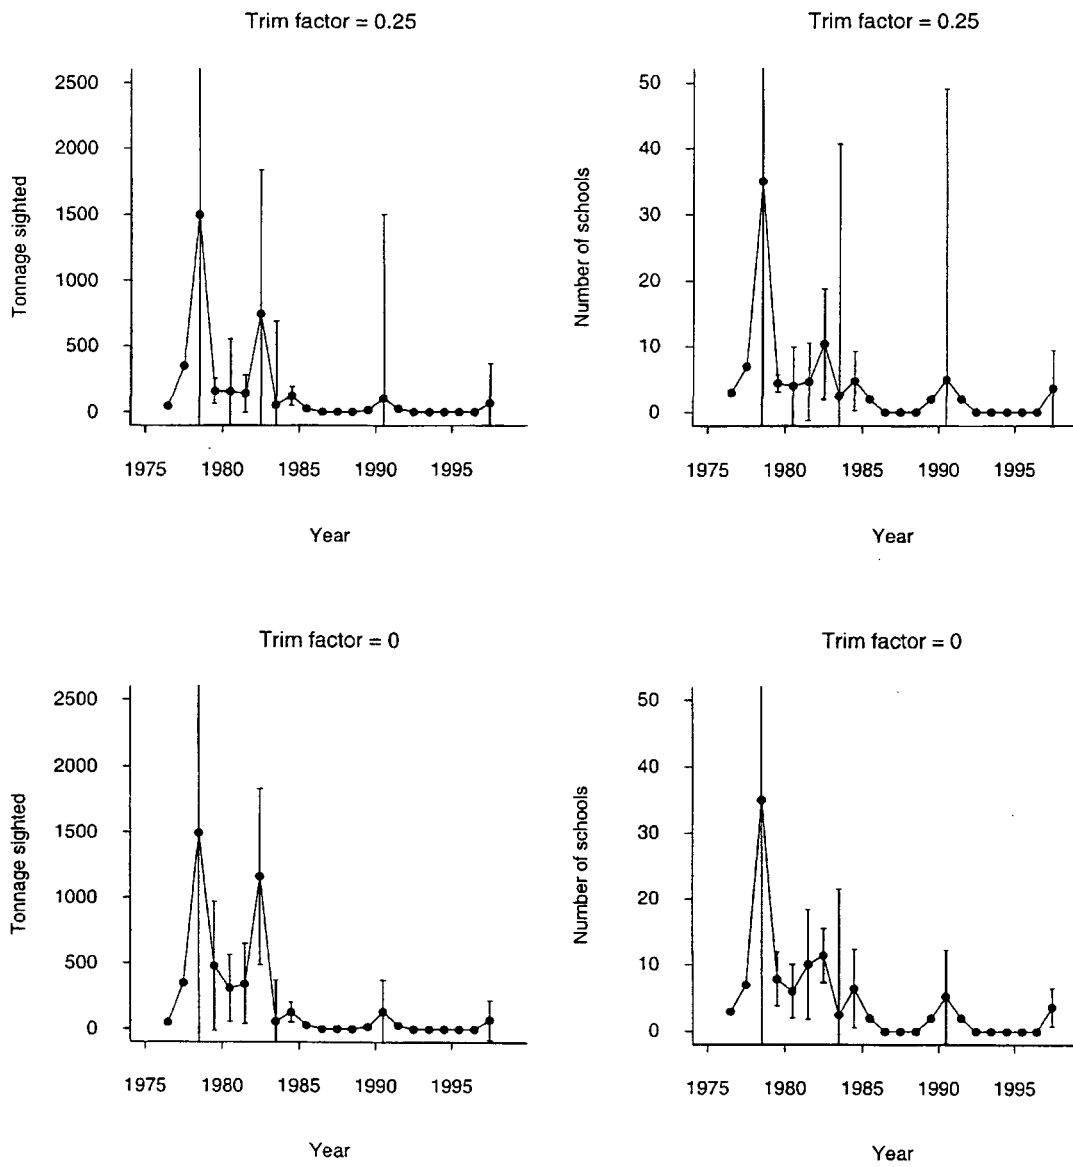 Trim factor = 0.25
Tonnage sighted
2500
2000
1500
1000
500
0
1975 1980 1985 1990 1995
Year
Trim factor = 0.25
Number of schools
50
40
30
20
10
0
1975 1980 1985 1990 1995
Year
Trim factor = 0
Tonnage sighted
2500
2000
1500
1000
500
0
1975 1980 1985 1990 1995
Year
Trim factor = 0
Number of schools
50
40
30
20
10
0
1975 1980 1985 1990 1995
Year